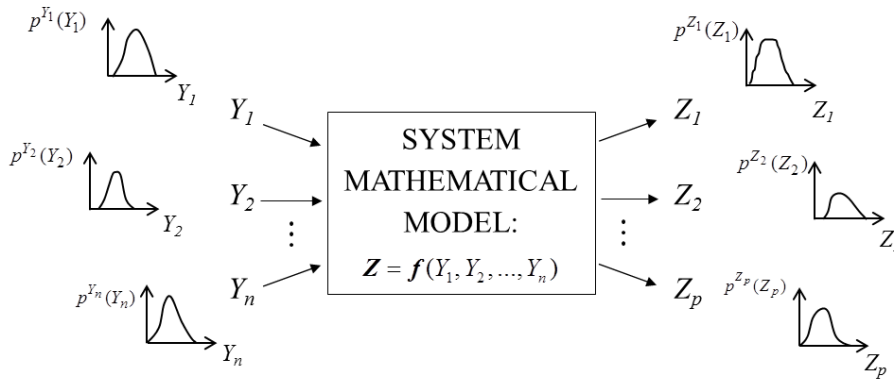 p^{Y_1}(Y_1)
Y_1
p^{Y_2}(Y_2)
Y_2
p^{Y_n}(Y_n)
Y_n
Y_1
Y_2
⋮
Y_n
SYSTEM
MATHEMATICAL
MODEL:
Z = f(Y_1, Y_2, ..., Y_n)
Z_1
Z_2
⋮
Z_p
p^{Z_1}(Z_1)
Z_1
p^{Z_2}(Z_2)
Z
p^{Z_p}(Z_p)
Z_p